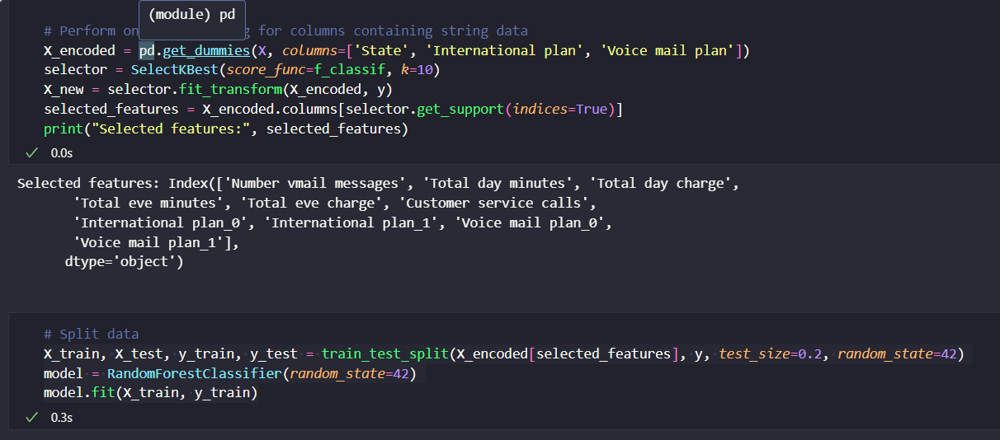 (module) pd
# Perform on g for columns containing string data
X_encoded = pd.get_dummies(X, columns=['State', 'International plan', 'Voice mail plan'])
selector = SelectKBest(score_func=f_classif, k=10)
X_new = selector.fit_transform(X_encoded, y)
selected_features = X_encoded.columns[selector.get_support(indices=True)]
print("Selected features:", selected_features)
0.0s
Selected features: Index(['Number vmail messages', 'Total day minutes', 'Total day charge',
'Total eve minutes', 'Total eve charge', 'Customer service calls',
'International plan_0', 'International plan_1', 'Voice mail plan_0',
'Voice mail plan_1'],
dtype='object')
# Split data
X_train, X_test, y_train, y_test = train_test_split(X_encoded[selected_features], y, test_size=0.2, random_state=42)
model = RandomForestClassifier(random_state=42)
model.fit(X_train, y_train)
0.3s